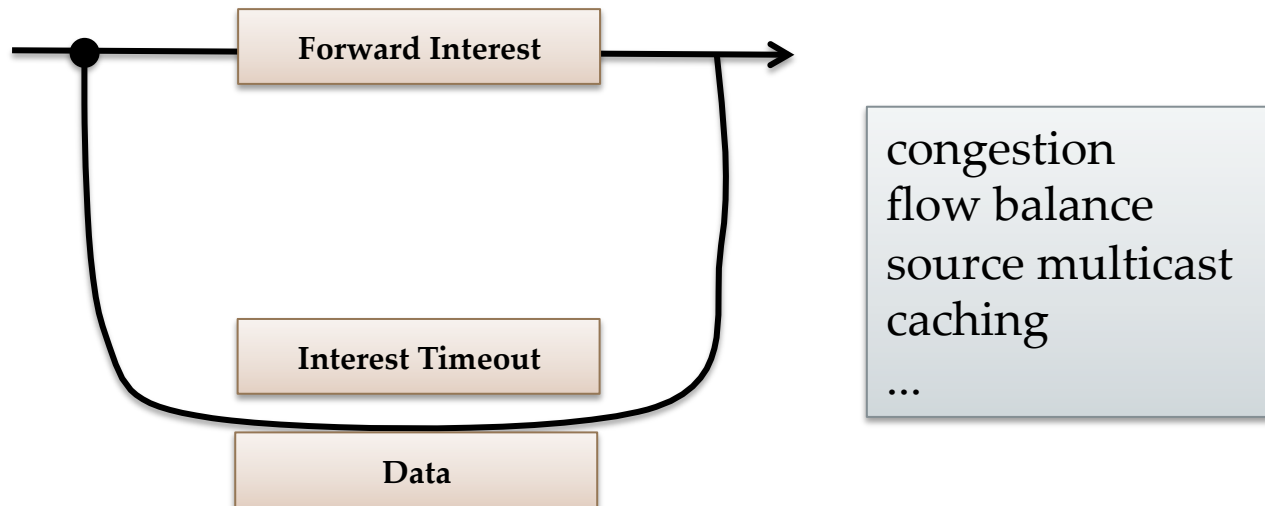 Forward Interest
congestion
flow balance
source multicast
caching
...
Interest Timeout
Data